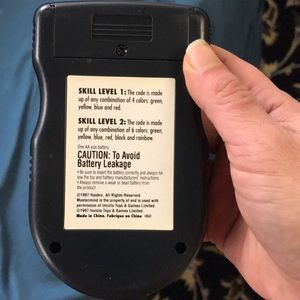 SKILL LEVEL 1: The code is made
up of any combination of 4 colors: green,
yellow, blue and red.
SKILL LEVEL 2: The code is made
up of any combination of 6 colors: green,
yellow, blue, red, black and rainbow.
One AA size battery
CAUTION: To Avoid
Battery Leakage
• Be sure to insert the battery correctly and always fol-
low the toy and battery manufacturers' instructions.
• Always remove a weak or dead battery from
the product.
©1997 Hasbro. All Rights Reserved.
Mastermind is the property of and is used with
permission of Invicta Toys & Games Limited.
©1997 Invicta Toys & Games Limited.
Made in China. Fabriqué en China